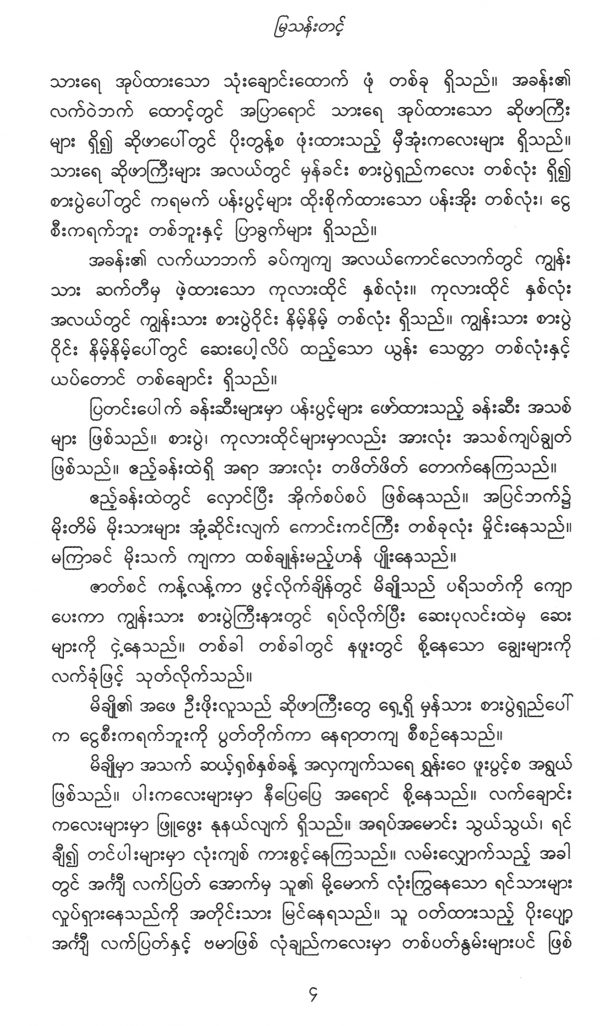 မြသန်းတင့်
သားရေ အုပ်ထားသော သုံးချောင်းထောက် ဖုံ တစ်ခု ရှိသည်။ အခန်း၏
လက်ဝဲဘက် ထောင့်တွင် အပြာရောင် သားရေ အုပ်ထားသော ဆိုဖာကြီး
များ ရှိ၍ ဆိုဖာပေါ်တွင် ပိုးတွန့်စ ဖုံးထားသည့် မှီအုံးကလေးများ ရှိသည်။
သားရေ ဆိုဖာကြီးများ အလယ်တွင် မှန်ခင်း စားပွဲရှည်ကလေး တစ်လုံး ရှိ၍
စားပွဲပေါ်တွင် ကရမက် ပန်းပွင့်များ ထိုးစိုက်ထားသော ပန်းအိုး တစ်လုံး၊ ငွေ
စီးကရက်ဘူး တစ်ဘူးနှင့် ပြာခွက်များ ရှိသည်။
အခန်း၏ လက်ယာဘက် ခပ်ကျကျ အလယ်ကောင်လောက်တွင် ကျွန်း
သား ဆက်တီမှ ဖဲ့ထားသော ကုလားထိုင် နှစ်လုံး။ ကုလားထိုင် နှစ်လုံး
အလယ်တွင် ကျွန်းသား စားပွဲဝိုင်း နိမ့်နိမ့် တစ်လုံး ရှိသည်။ ကျွန်းသား စားပွဲ
ဝိုင်း နိမ့်နိမ့်ပေါ်တွင် ဆေးပေါ့လိပ် ထည့်သော ယွန်း သေတ္တာ တစ်လုံးနှင့်
ယပ်တောင် တစ်ချောင်း ရှိသည်။
ပြတင်းပေါက် ခန်းဆီးများမှာ ပန်းပွင့်များ ဖော်ထားသည့် ခန်းဆီး အသစ်
များ ဖြစ်သည်။ စားပွဲ၊ ကုလားထိုင်များမှာလည်း အားလုံး အသစ်ကျပ်ချွတ်
ဖြစ်သည်။ ဧည့်ခန်းထဲရှိ အရာ အားလုံး တဖိတ်ဖိတ် တောက်နေကြသည်။
ဧည့်ခန်းထဲတွင် လှောင်ပြီး အိုက်စပ်စပ် ဖြစ်နေသည်။ အပြင်ဘက်၌
မိုးတိမ် မိုးသားများ အုံ့ဆိုင်းလျက် ကောင်းကင်ကြီး တစ်ခုလုံး မှိုင်းနေသည်။
မကြာခင် မိုးသက် ကျကာ ထစ်ချုန်းမည့်ဟန် ပျိုးနေသည်။
ဇာတ်စင် ကန့်လန့်ကာ ဖွင့်လိုက်ချိန်တွင် မိချိုသည် ပရိသတ်ကို ကျော
ပေးကာ ကျွန်းသား စားပွဲကြီးနားတွင် ရပ်လိုက်ပြီး ဆေးပုလင်းထဲမှ ဆေး
များကို ငှဲ့နေသည်။ တစ်ခါ တစ်ခါတွင် နဖူးတွင် စို့နေသော ချွေးများကို
လက်ခုံဖြင့် သုတ်လိုက်သည်။
မိချို၏ အဖေ ဦးဖိုးလူသည် ဆိုဖာကြီးတွေ ရှေ့ရှိ မှန်သား စားပွဲရှည်ပေါ်
က ငွေစီးကရက်ဘူးကို ပွတ်တိုက်ကာ နေရာတကျ စီစဉ်နေသည်။
မိချိုမှာ အသက် ဆယ့်ရှစ်နှစ်ခန့် အလှကျက်သရေ ရွှန်းဝေ ဖူးပွင့်စ အရွယ်
ဖြစ်သည်။ ပါးကလေးများမှာ နီပြေပြေ အရောင် စို့နေသည်။ လက်ချောင်း
ကလေးများမှာ ဖြူဖွေး နုနယ်လျက် ရှိသည်။ အရပ်အမောင်း သွယ်သွယ်၊ ရင်
ချီ၍ တင်ပါးများမှာ လုံးကျစ် ကားစွင့်နေကြသည်။ လမ်းလျှောက်သည့် အခါ
တွင် အင်္ကျီ လက်ပြတ် အောက်မှ သူ၏ မို့မောက် လုံးကြွနေသော ရင်သားများ
လှုပ်ရှားနေသည်ကို အတိုင်းသား မြင်နေရသည်။ သူ ဝတ်ထားသည့် ပိုးပျော့
အင်္ကျီ လက်ပြတ်နှင့် ဗမာဖြစ် လုံချည်ကလေးမှာ တစ်ပတ်နွမ်းများပင် ဖြစ်
၄